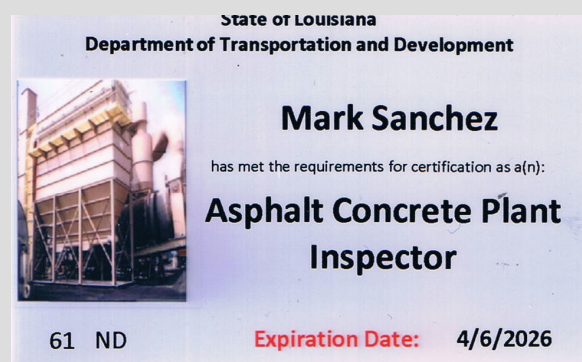 State of Louisiana
Department of Transportation and Development
Mark Sanchez
has met the requirements for certification as a(n):
Asphalt Concrete Plant
Inspector
61 ND
Expiration Date: 4/6/2026